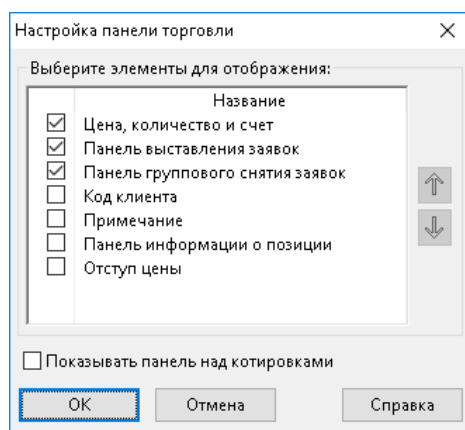 Настройка панели торговли
Выберите элементы для отображения:
Название
Цена, количество и счет
Панель выставления заявок
Панель группового снятия заявок
Код клиента
Примечание
Панель информации о позиции
Отступ цены
Показывать панель над котировками
OK Отмена Справка